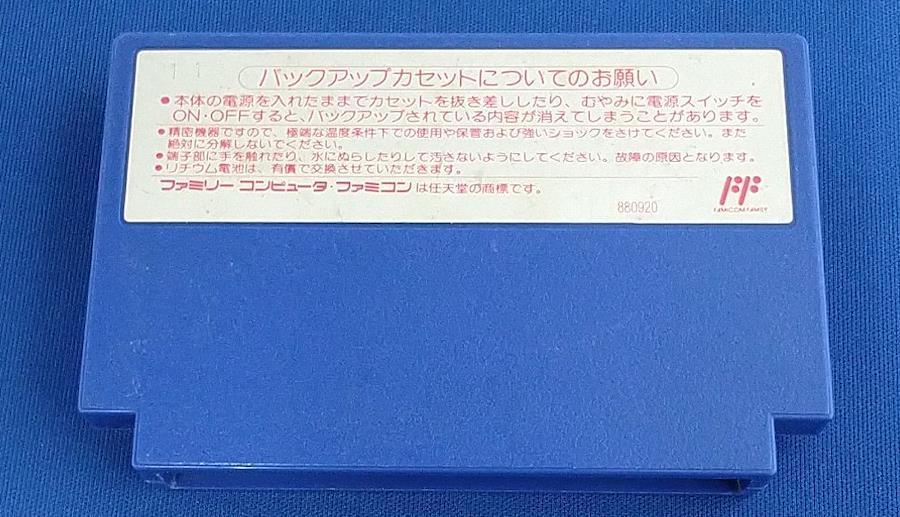 11
バックアップカセットについてのお願い
●本体の電源を入れたままでカセットを抜き差ししたり、むやみに電源スイッチを
ON・OFFすると、バックアップされている内容が消えてしまうことがあります。
●精密機器ですので、極端な温度条件下での使用や保管および強いショックをさけてください。また
絶対に分解しないでください。
●端子部に手を触れたり、水にぬらしたりして汚さないようにしてください。故障の原因となります。
●リチウム電池は、有償で交換させていただきます。
ファミリーコンピュータ・ファミコンは任天堂の商標です。
880920
FF
FAMICOM FAMILY